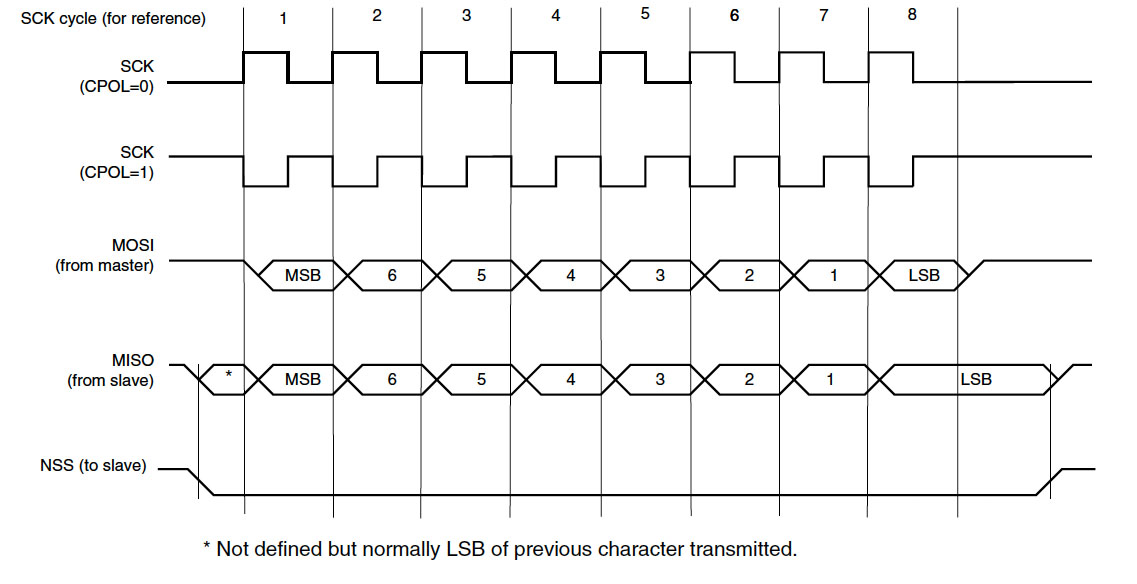 SCK cycle (for reference) 1 2 3 4 5 6 7 8
SCK
(CPOL=0)
SCK
(CPOL=1)
MOSI
(from master)
MSB 6 5 4 3 2 1 LSB
MISO
(from slave)
* MSB 6 5 4 3 2 1 LSB
NSS (to slave)
* Not defined but normally LSB of previous character transmitted.